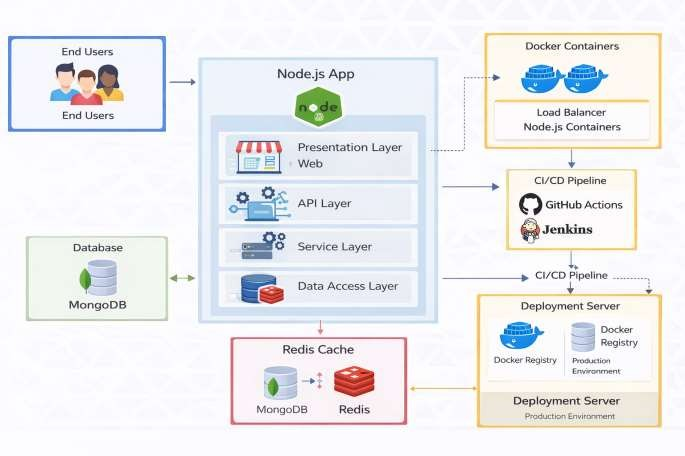 End Users
End Users
Node.js App
node
Presentation Layer
Web
API Layer
Service Layer
Data Access Layer
Database
MongoDB
Redis Cache
MongoDB
Redis
Docker Containers
Load Balancer
Node.js Containers
CI/CD Pipeline
GitHub Actions
Jenkins
CI/CD Pipeline
Deployment Server
Docker Registry
Docker
Registry
Production
Environment
Deployment Server
Production Environment